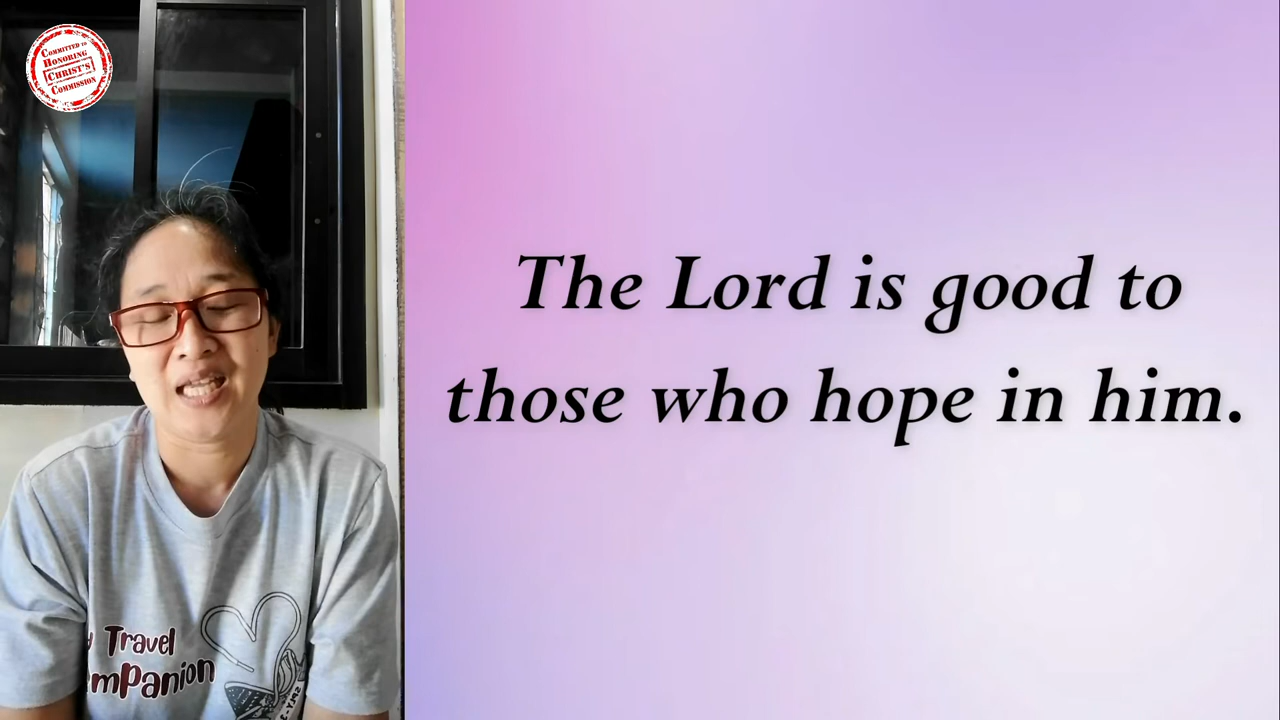 COMMITTED TO
HONORING
CHRIST'S
COMMISSION
The Lord is good to
those who hope in him.
Travel
mpanion